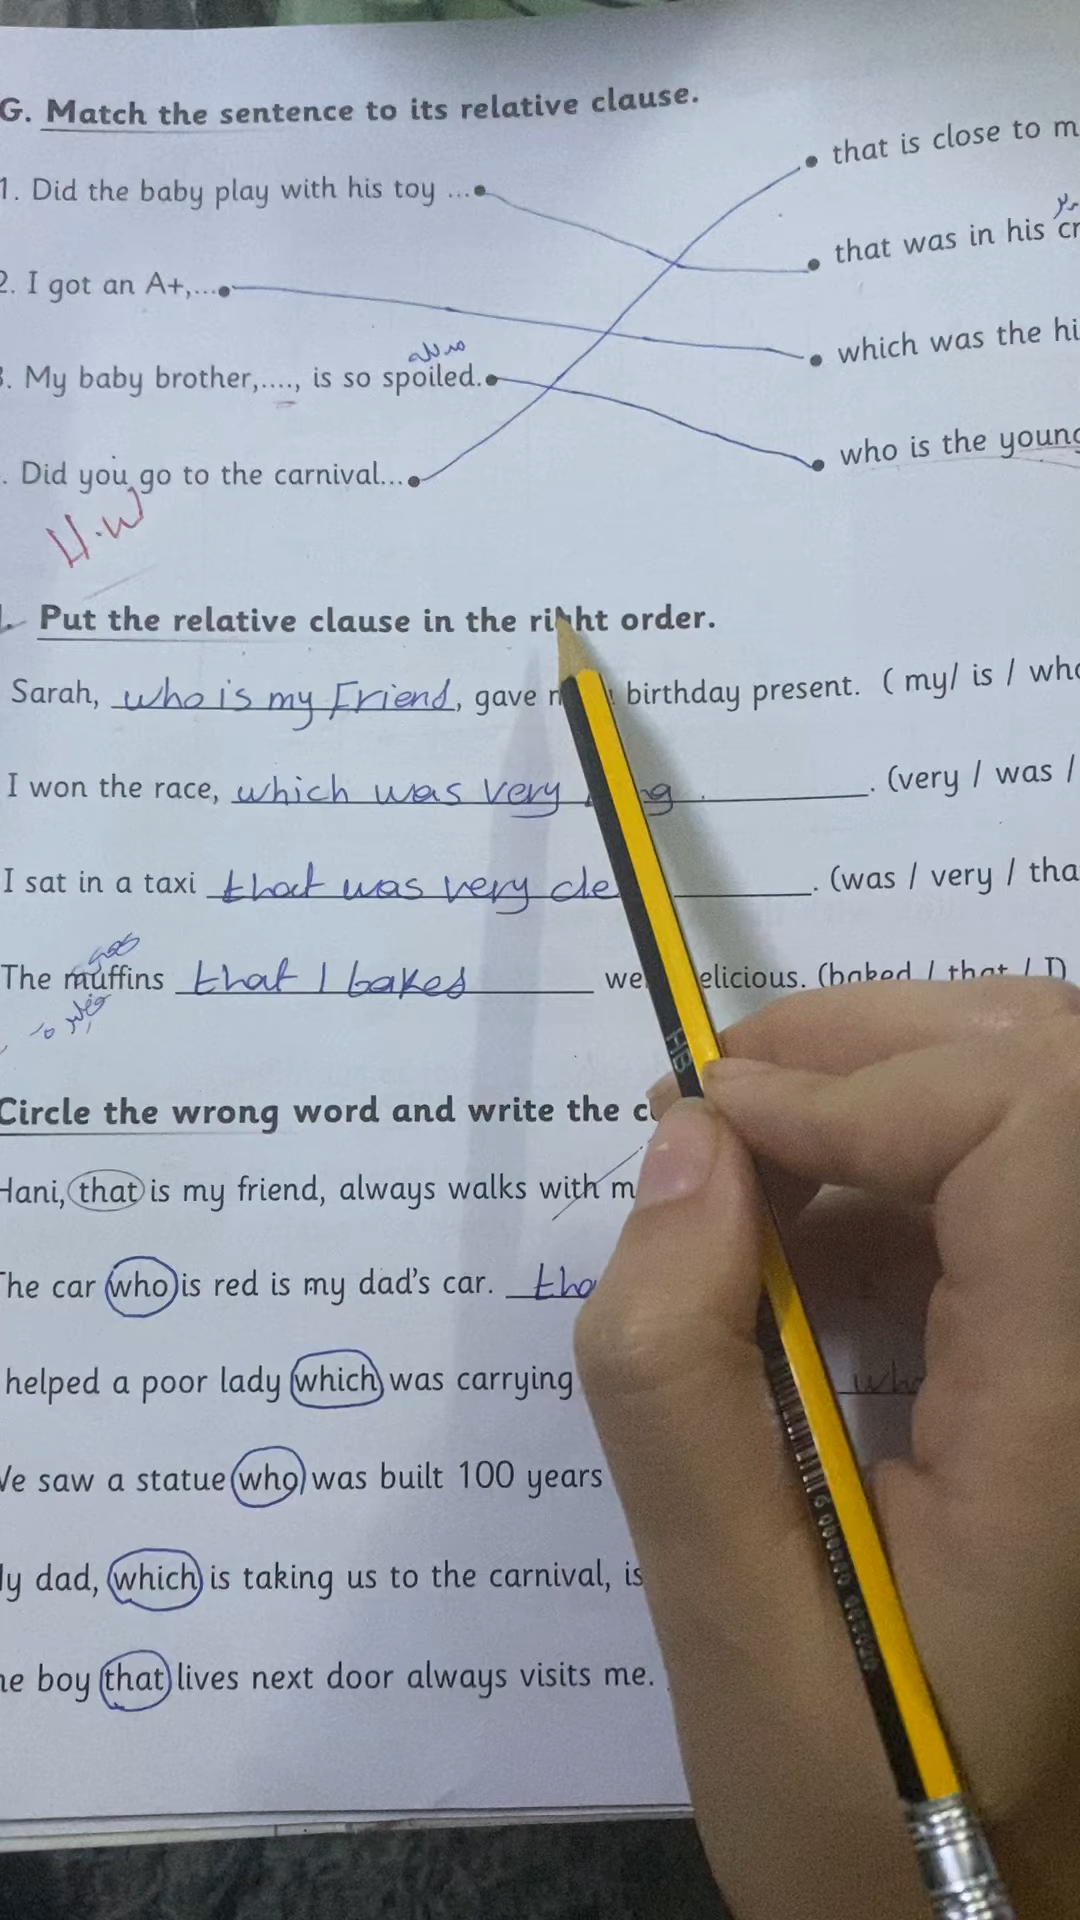 G. Match the sentence to its relative clause.
that is close to m
1. Did the baby play with his toy ...
that was in his cr
2. I got an A+,...
which was the hi
مدلله
3. My baby brother,...., is so spoiled.
who is the young
. Did you go to the carnival...
H.W
. Put the relative clause in the right order.
Sarah, who is my Friend, gave birthday present. ( my/ is / who
I won the race, which was very . (very / was /
I sat in a taxi that was very cle . (was / very / tha
The muffins that I bakes we elicious. (baked / that / I)
HB
Circle the wrong word and write the c
Hani, that is my friend, always walks with m
The car who is red is my dad's car. tha
helped a poor lady which was carrying who
We saw a statue who was built 100 years
My dad, which is taking us to the carnival, is
he boy that lives next door always visits me.